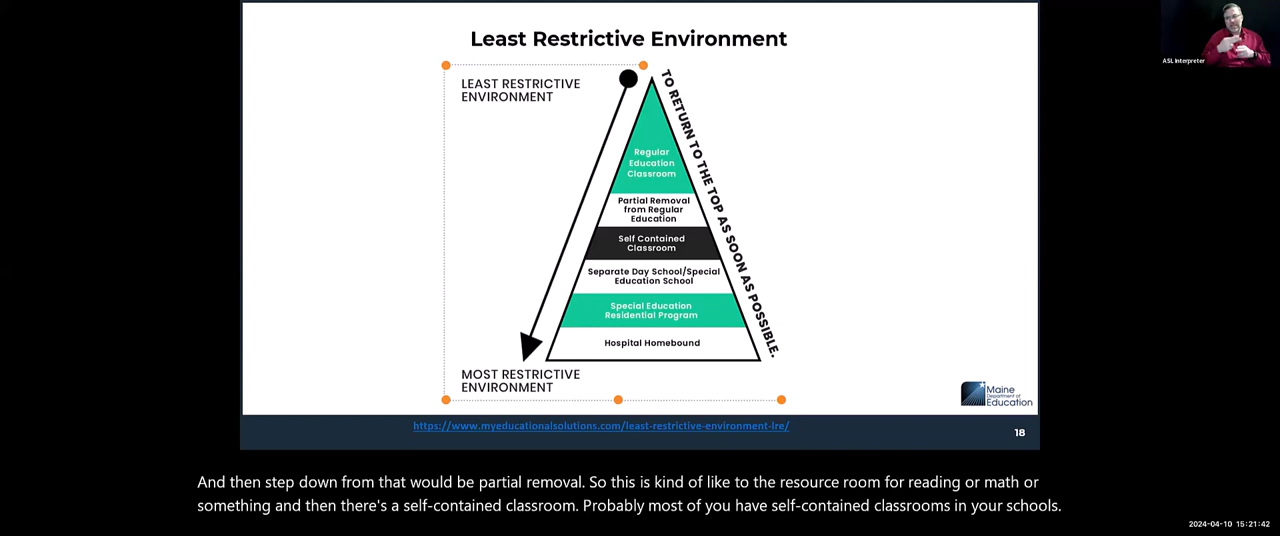 Least Restrictive Environment
LEAST RESTRICTIVE
ENVIRONMENT
TO RETURN TO THE TOP AS SOON AS POSSIBLE.
Regular
Education
Classroom
Partial Removal
from Regular
Education
Self Contained
Classroom
Separate Day School/Special
Education School
Special Education
Residential Program
Hospital Homebound
MOST RESTRICTIVE
ENVIRONMENT
Maine
Department of
Education
https://www.myeducationalsolutions.com/least-restrictive-environment-lre/
18
ASL Interpreter
And then step down from that would be partial removal. So this is kind of like to the resource room for reading or math or
something and then there's a self-contained classroom. Probably most of you have self-contained classrooms in your schools.
2024-04-10 15:21:42